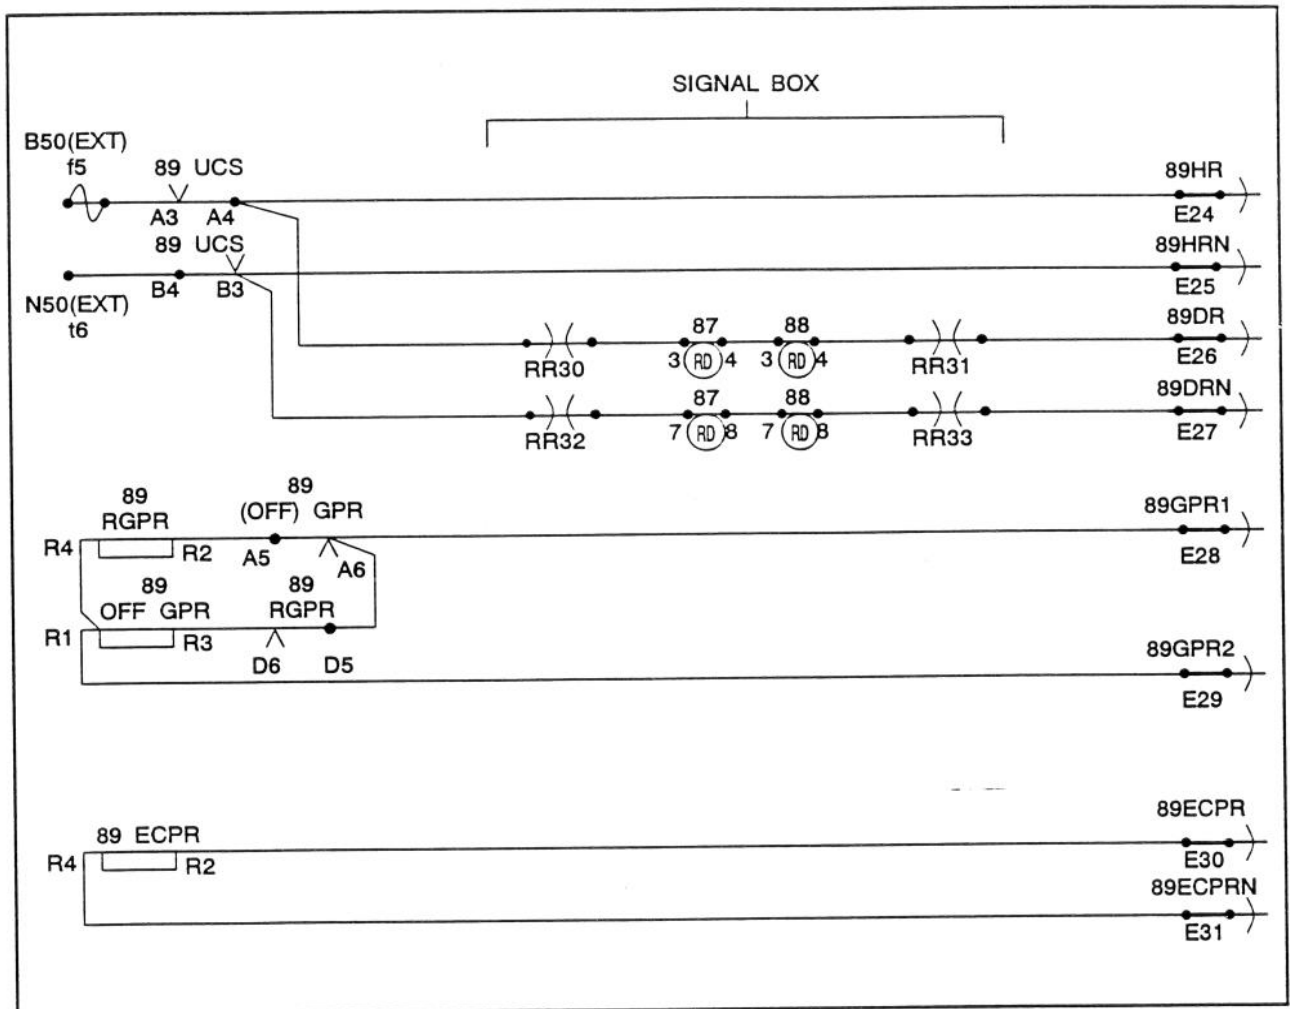 SIGNAL BOX
B50(EXT)
f5
89 UCS
A3 A4
89HR
E24
89 UCS
B4 B3
N50(EXT)
t6
89HRN
E25
RR30
87
3 RD 4
88
3 RD 4
RR31
89DR
E26
RR32
87
7 RD 8
88
7 RD 8
RR33
89DRN
E27
89
RGPR
R4 R2
89
(OFF) GPR
A5 A6
89GPR1
E28
89
OFF GPR
R1 R3
89
RGPR
D6 D5
89GPR2
E29
89 ECPR
R4 R2
89ECPR
E30
89ECPRN
E31